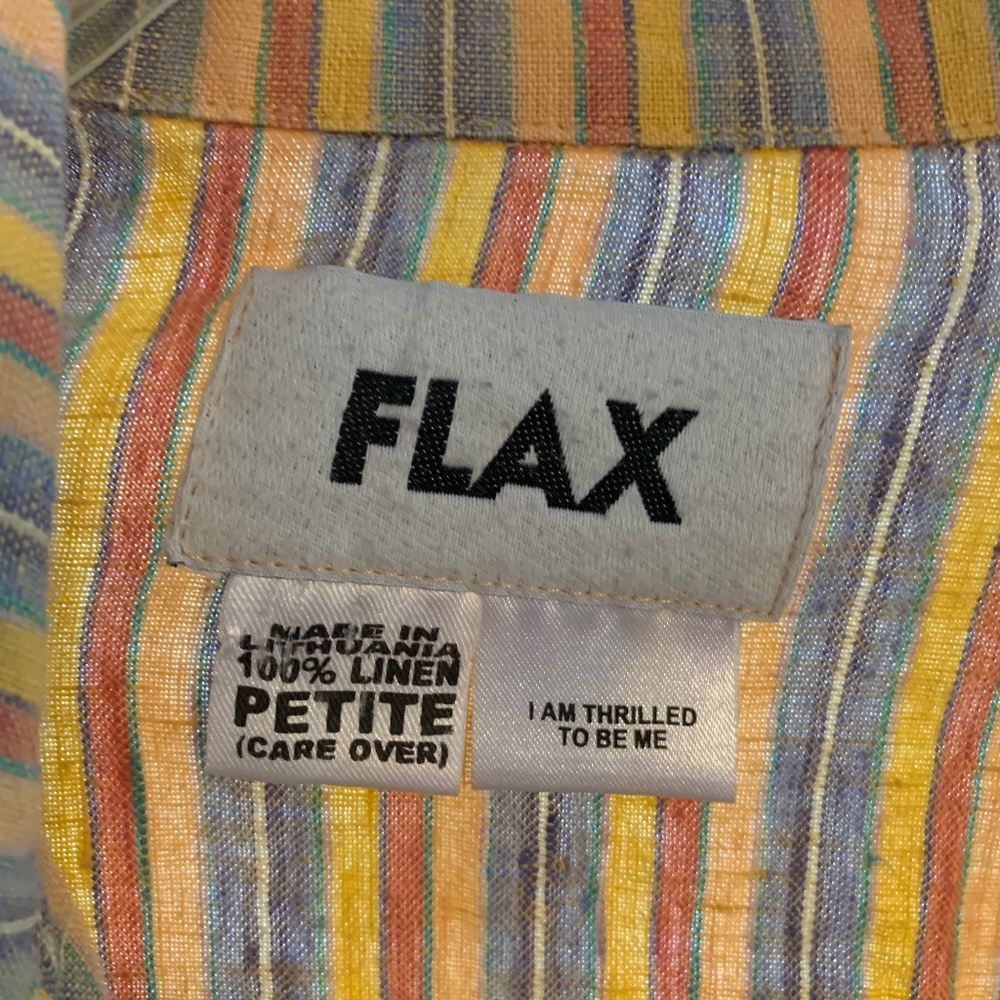 FLAX
MADE IN
LITHUANIA
100% LINEN
PETITE
(CARE OVER)
I AM THRILLED
TO BE ME